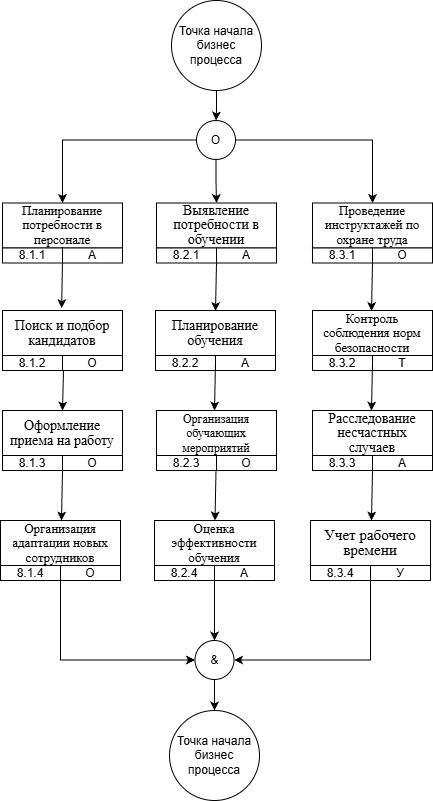 Точка начала
бизнес
процесса
О
Планирование
потребности в
персонале
8.1.1 А
Выявление
потребности в
обучении
8.2.1 А
Проведение
инструктажей по
охране труда
8.3.1 О
Поиск и подбор
кандидатов
8.1.2 О
Планирование
обучения
8.2.2 А
Контроль
соблюдения норм
безопасности
8.3.2 Т
Оформление
приема на работу
8.1.3 О
Организация
обучающих
мероприятий
8.2.3 О
Расследование
несчастных
случаев
8.3.3 А
Организация
адаптации новых
сотрудников
8.1.4 О
Оценка
эффективности
обучения
8.2.4 А
Учет рабочего
времени
8.3.4 У
&
Точка начала
бизнес
процесса